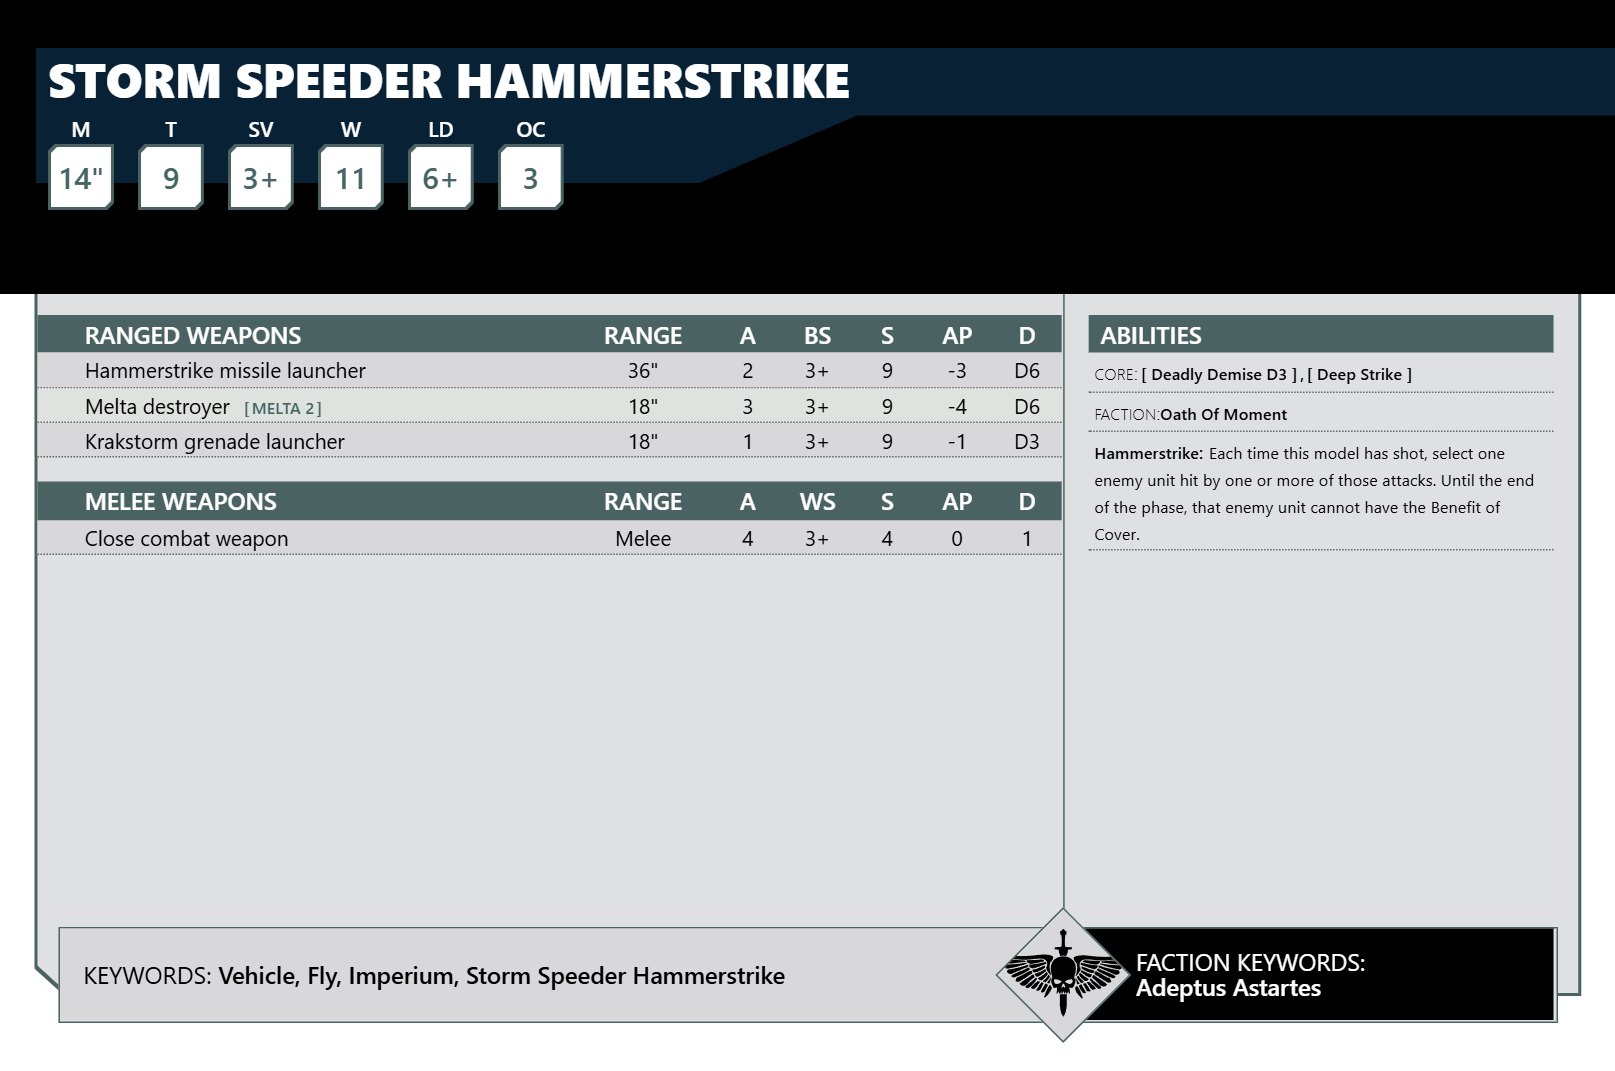 STORM SPEEDER HAMMERSTRIKE
M T SV W LD OC
14" 9 3+ 11 6+ 3
RANGED WEAPONS RANGE A BS S AP D
Hammerstrike missile launcher 36" 2 3+ 9 -3 D6
Melta destroyer [MELTA 2] 18" 3 3+ 9 -4 D6
Krakstorm grenade launcher 18" 1 3+ 9 -1 D3
MELEE WEAPONS RANGE A WS S AP D
Close combat weapon Melee 4 3+ 4 0 1
ABILITIES
CORE: [ Deadly Demise D3 ] , [ Deep Strike ]
FACTION:Oath Of Moment
Hammerstrike: Each time this model has shot, select one
enemy unit hit by one or more of those attacks. Until the end
of the phase, that enemy unit cannot have the Benefit of
Cover.
KEYWORDS: Vehicle, Fly, Imperium, Storm Speeder Hammerstrike
FACTION KEYWORDS:
Adeptus Astartes